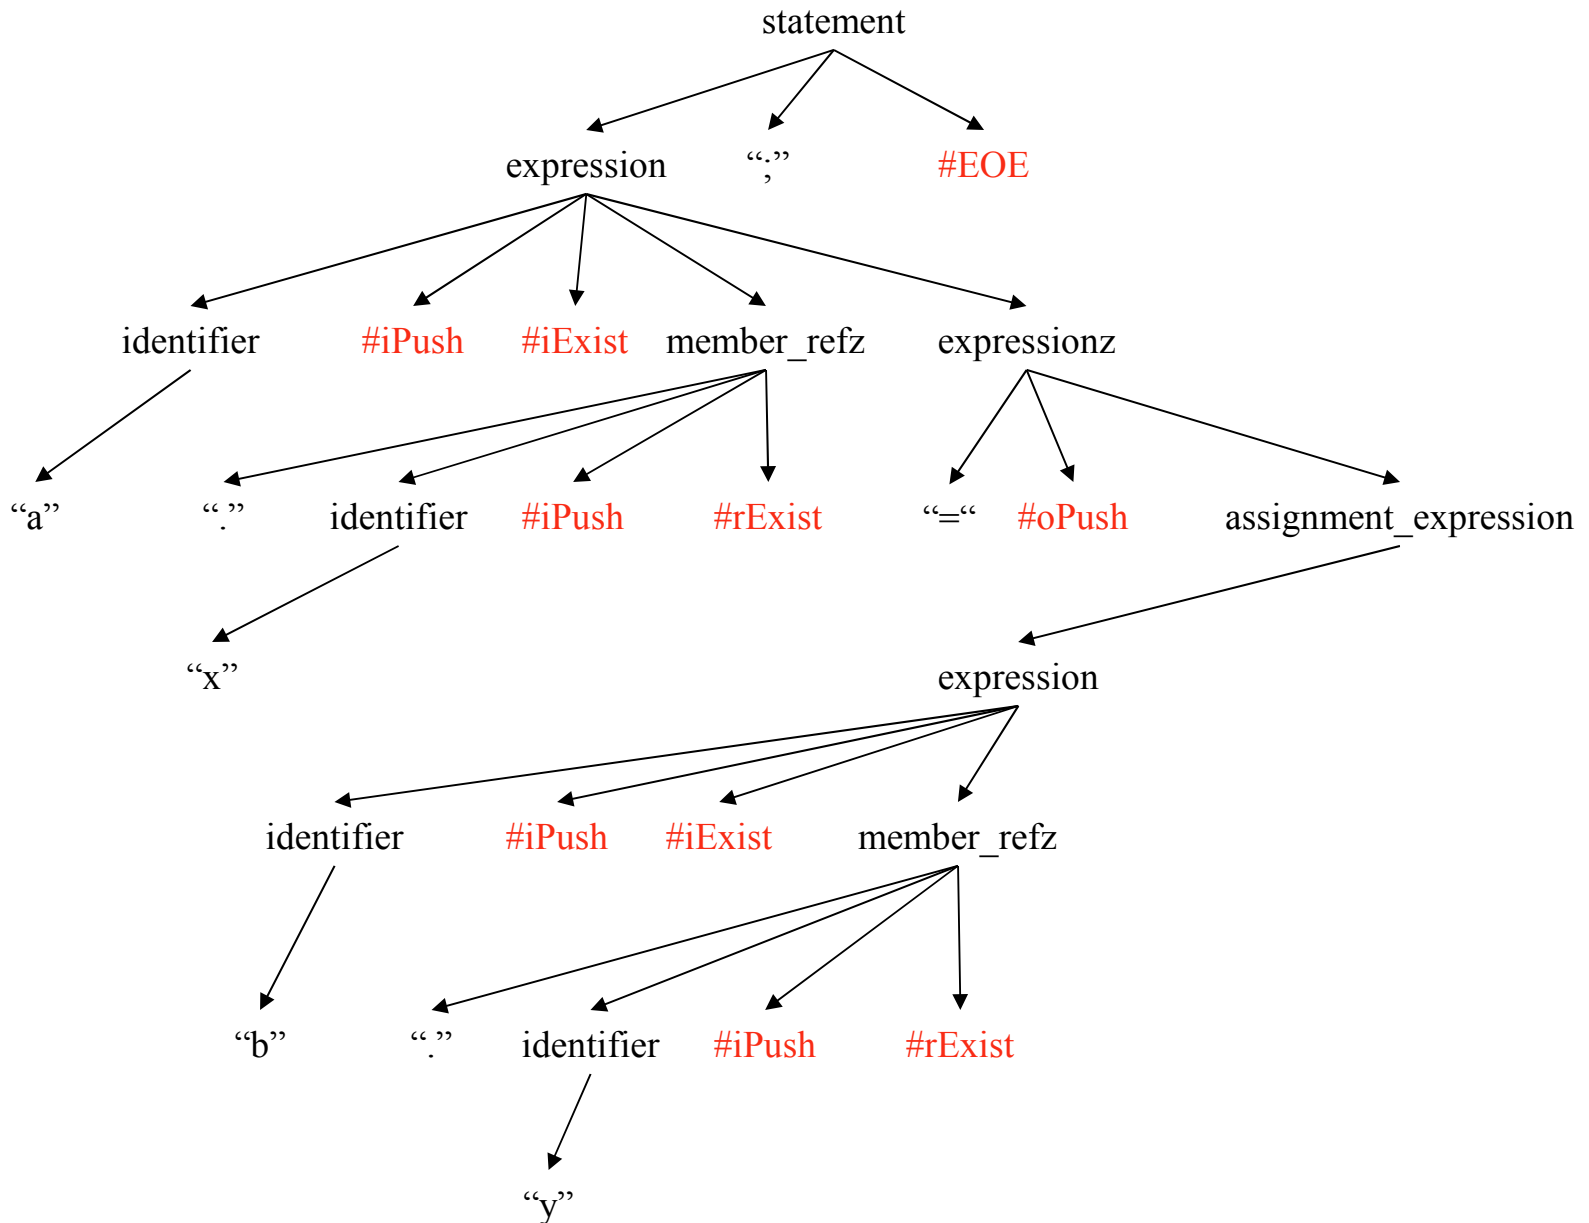 statement
expression “;” #EOE
identifier #iPush #iExist member_refz expressionz
“a” “.” identifier #iPush #rExist “=“ #oPush assignment_expression
“x” expression
identifier #iPush #iExist member_refz
“b” “.” identifier #iPush #rExist
“y”